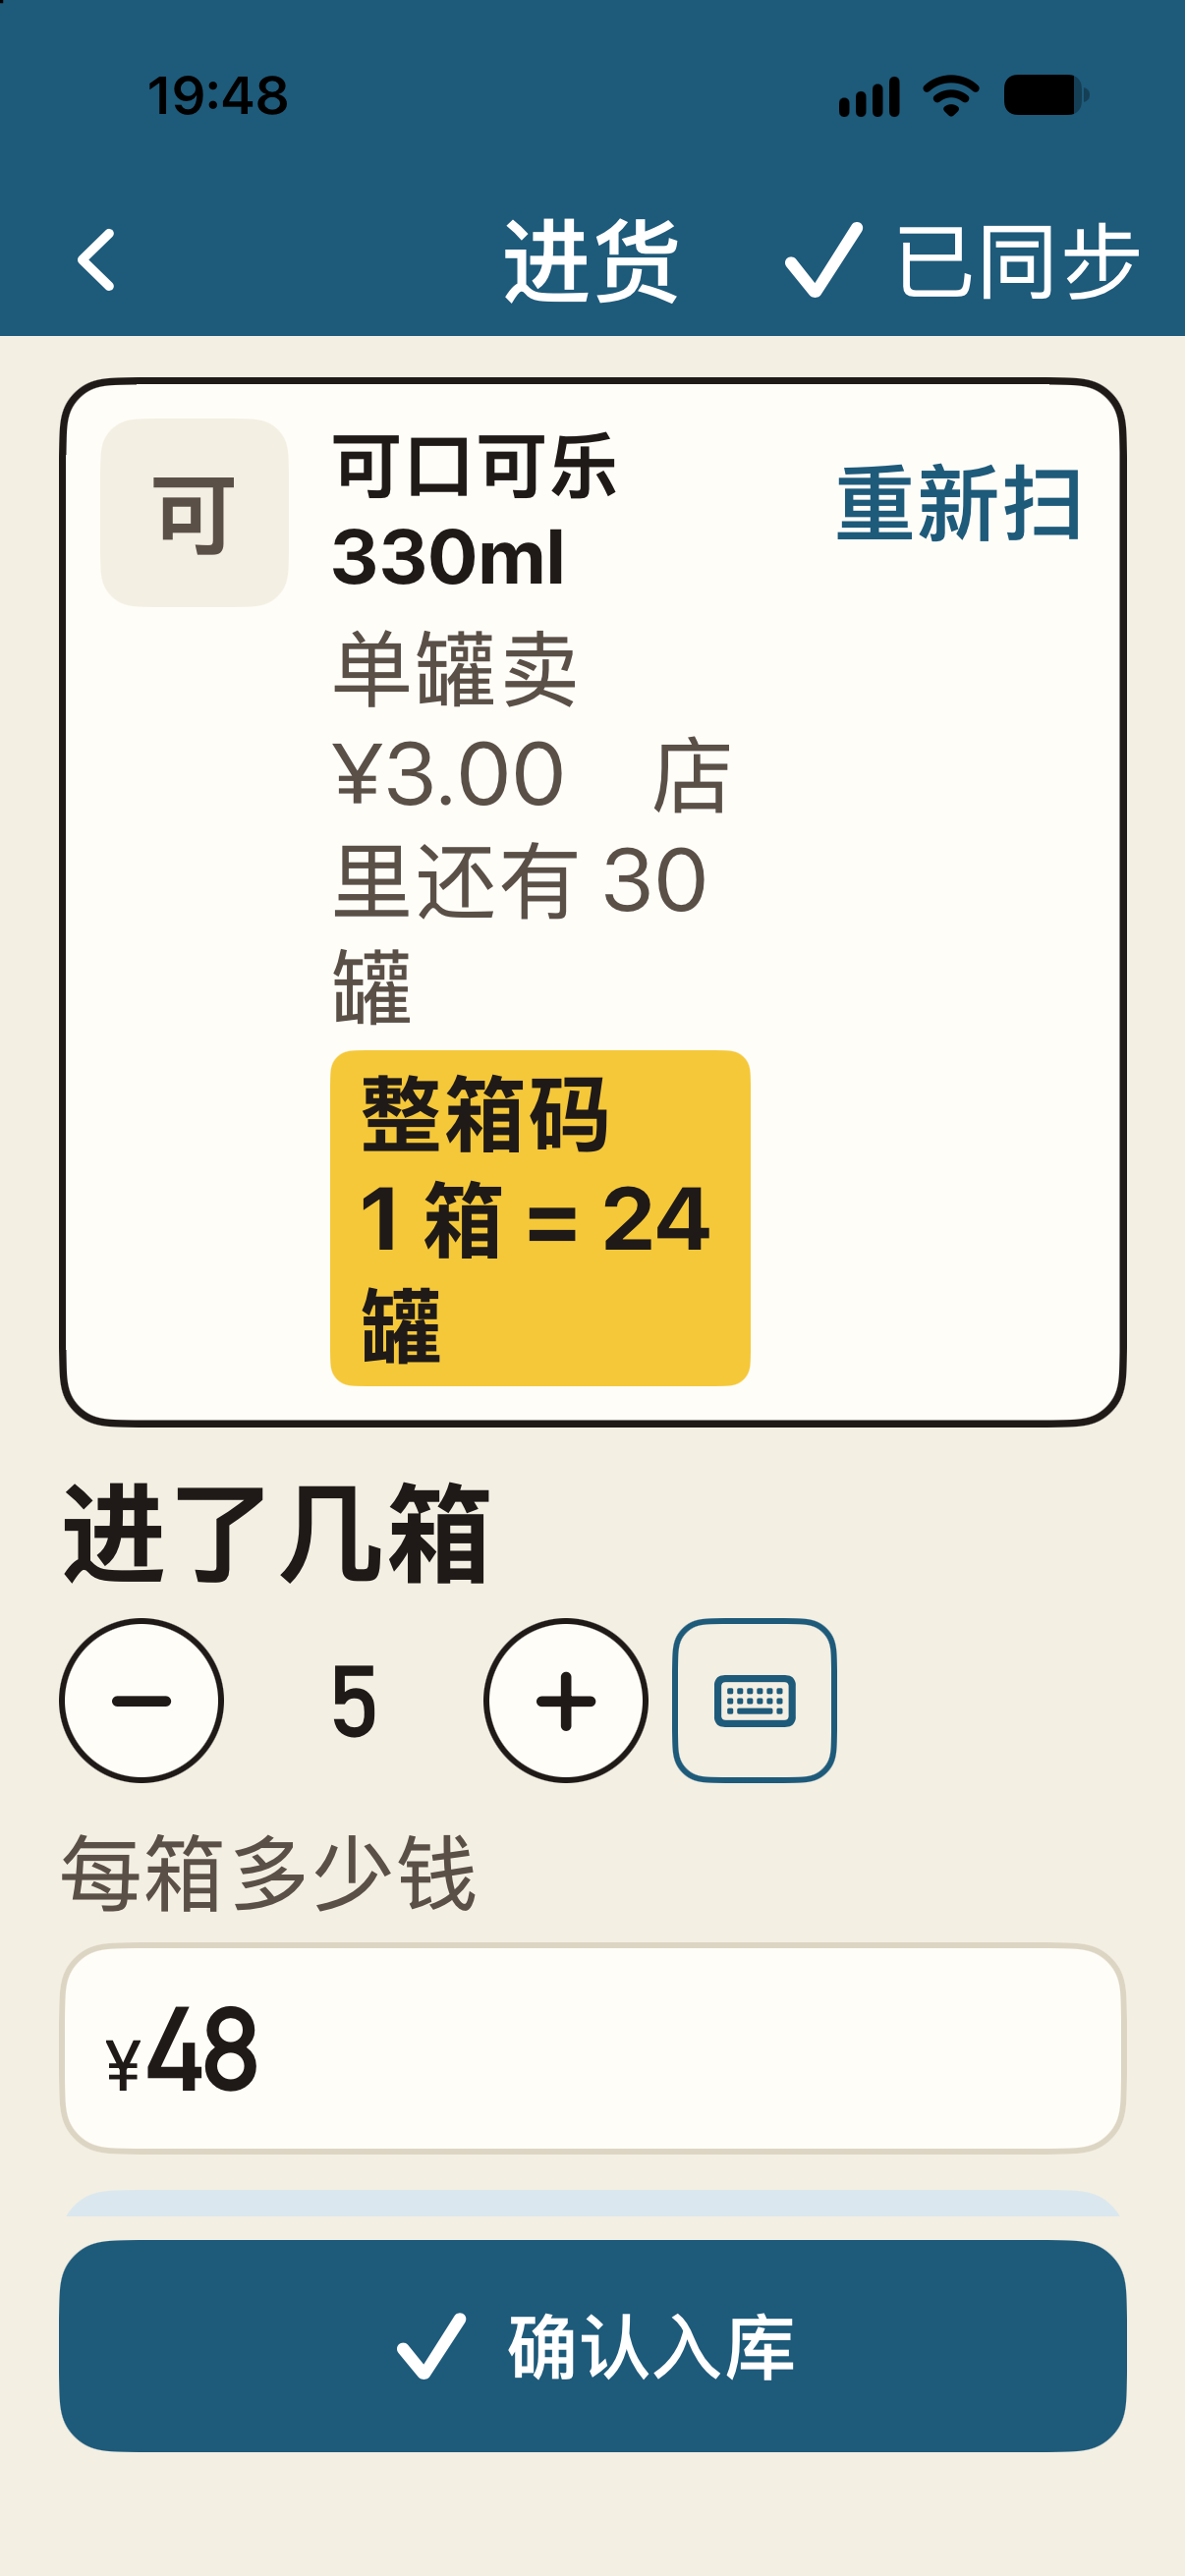 19:48
进货
已同步
可
可口可乐
330ml
重新扫
单罐卖
¥3.00　店
里还有 30
罐
整箱码
1 箱 = 24
罐
进了几箱
5
每箱多少钱
¥48
确认入库